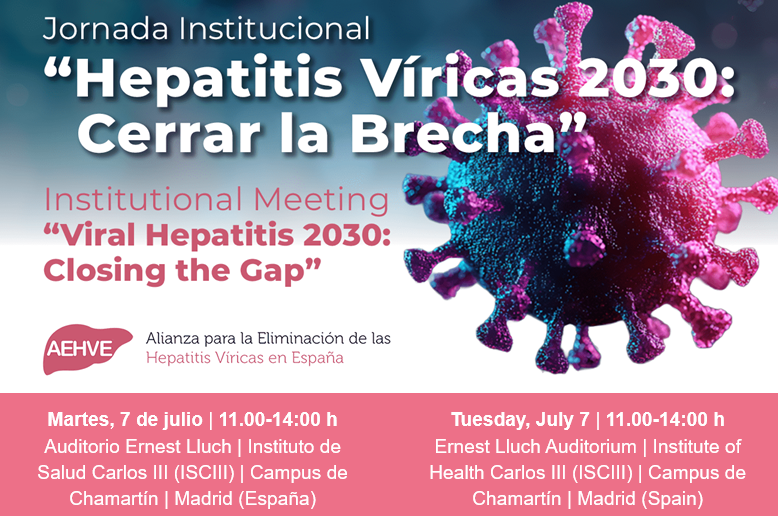 Jornada Institucional
“Hepatitis Víricas 2030:
Cerrar la Brecha”
Institutional Meeting
“Viral Hepatitis 2030:
Closing the Gap”
AEHVE
Alianza para la Eliminación de las
Hepatitis Víricas en España
Martes, 7 de julio | 11.00-14:00 h
Auditorio Ernest Lluch | Instituto de
Salud Carlos III (ISCIII) | Campus de
Chamartín | Madrid (España)
Tuesday, July 7 | 11.00-14:00 h
Ernest Lluch Auditorium | Institute of
Health Carlos III (ISCIII) | Campus de
Chamartín | Madrid (Spain)